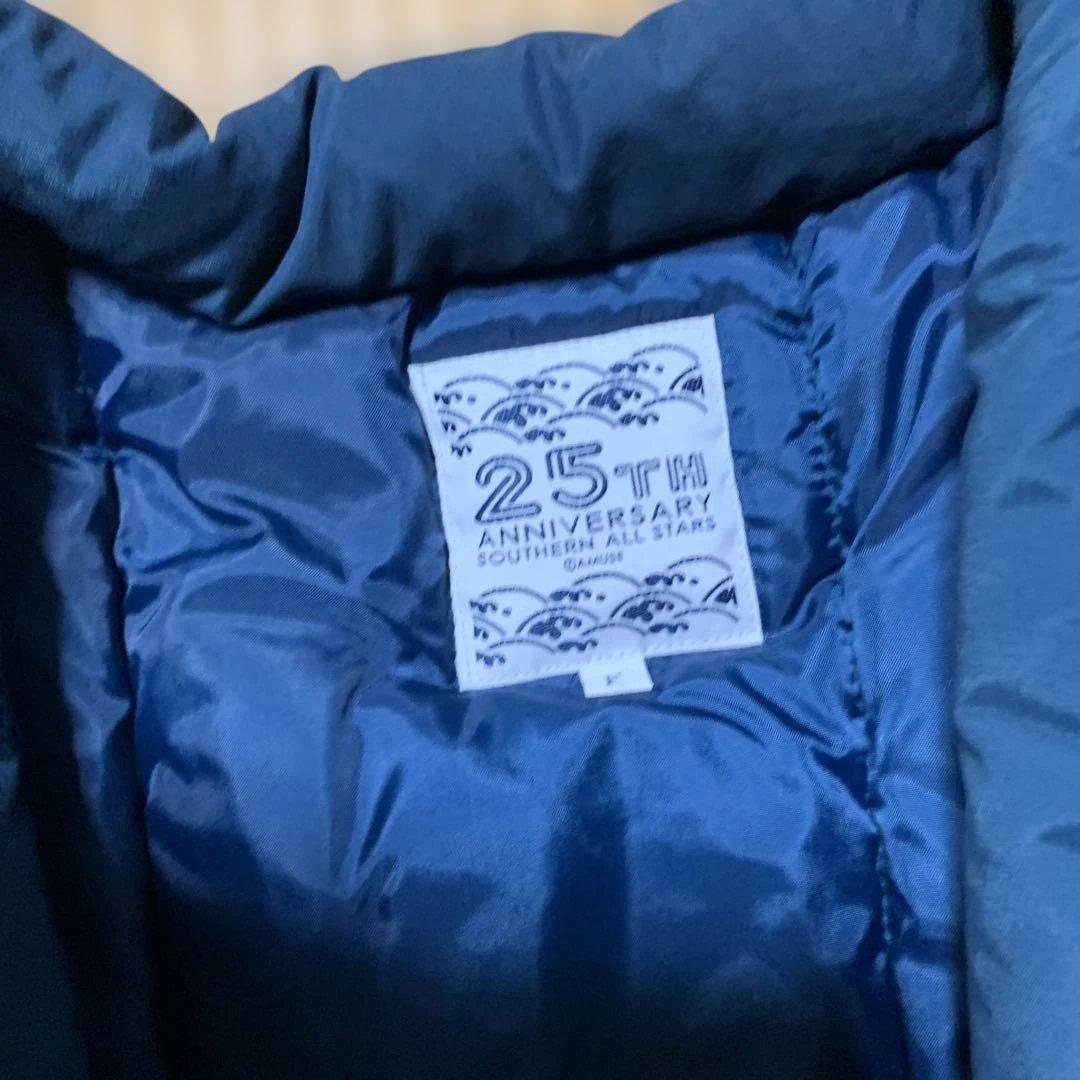 25TH
ANNIVERSARY
SOUTHERN ALL STARS
©AMUSE
F